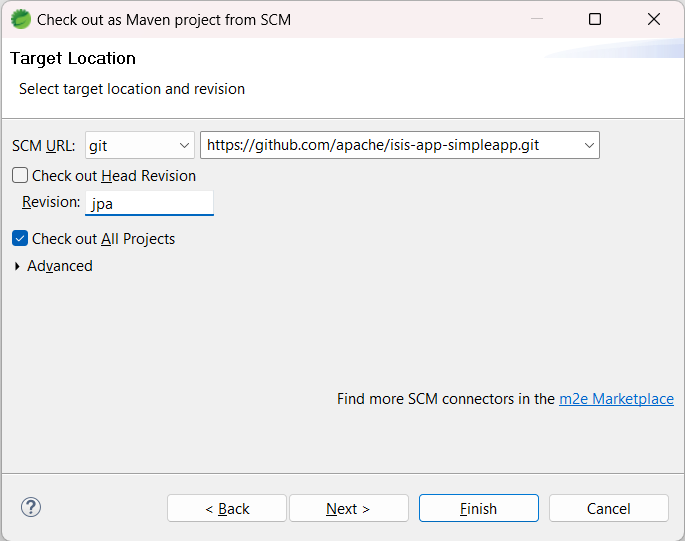 Check out as Maven project from SCM
Target Location
Select target location and revision
SCM URL: git https://github.com/apache/isis-app-simpleapp.git
Check out Head Revision
Revision: jpa
Check out All Projects
Advanced
Find more SCM connectors in the m2e Marketplace
< Back Next > Finish Cancel